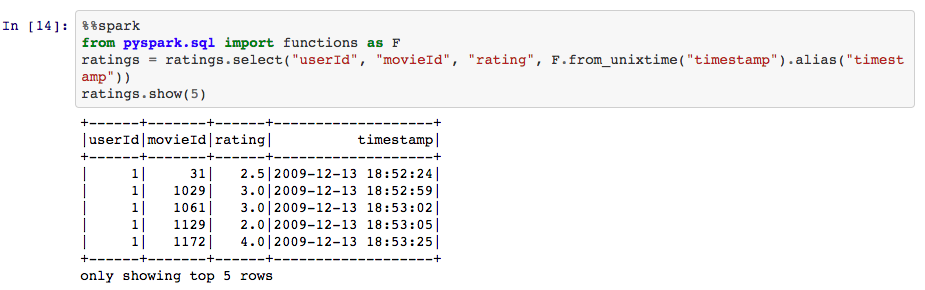 In [14]: %%spark
from pyspark.sql import functions as F
ratings = ratings.select("userId", "movieId", "rating", F.from_unixtime("timestamp").alias("timest
amp"))
ratings.show(5)
+------+-------+------+-------------------+
|userId|movieId|rating|          timestamp|
+------+-------+------+-------------------+
|     1|     31|   2.5|2009-12-13 18:52:24|
|     1|   1029|   3.0|2009-12-13 18:52:59|
|     1|   1061|   3.0|2009-12-13 18:53:02|
|     1|   1129|   2.0|2009-12-13 18:53:05|
|     1|   1172|   4.0|2009-12-13 18:53:25|
+------+-------+------+-------------------+
only showing top 5 rows